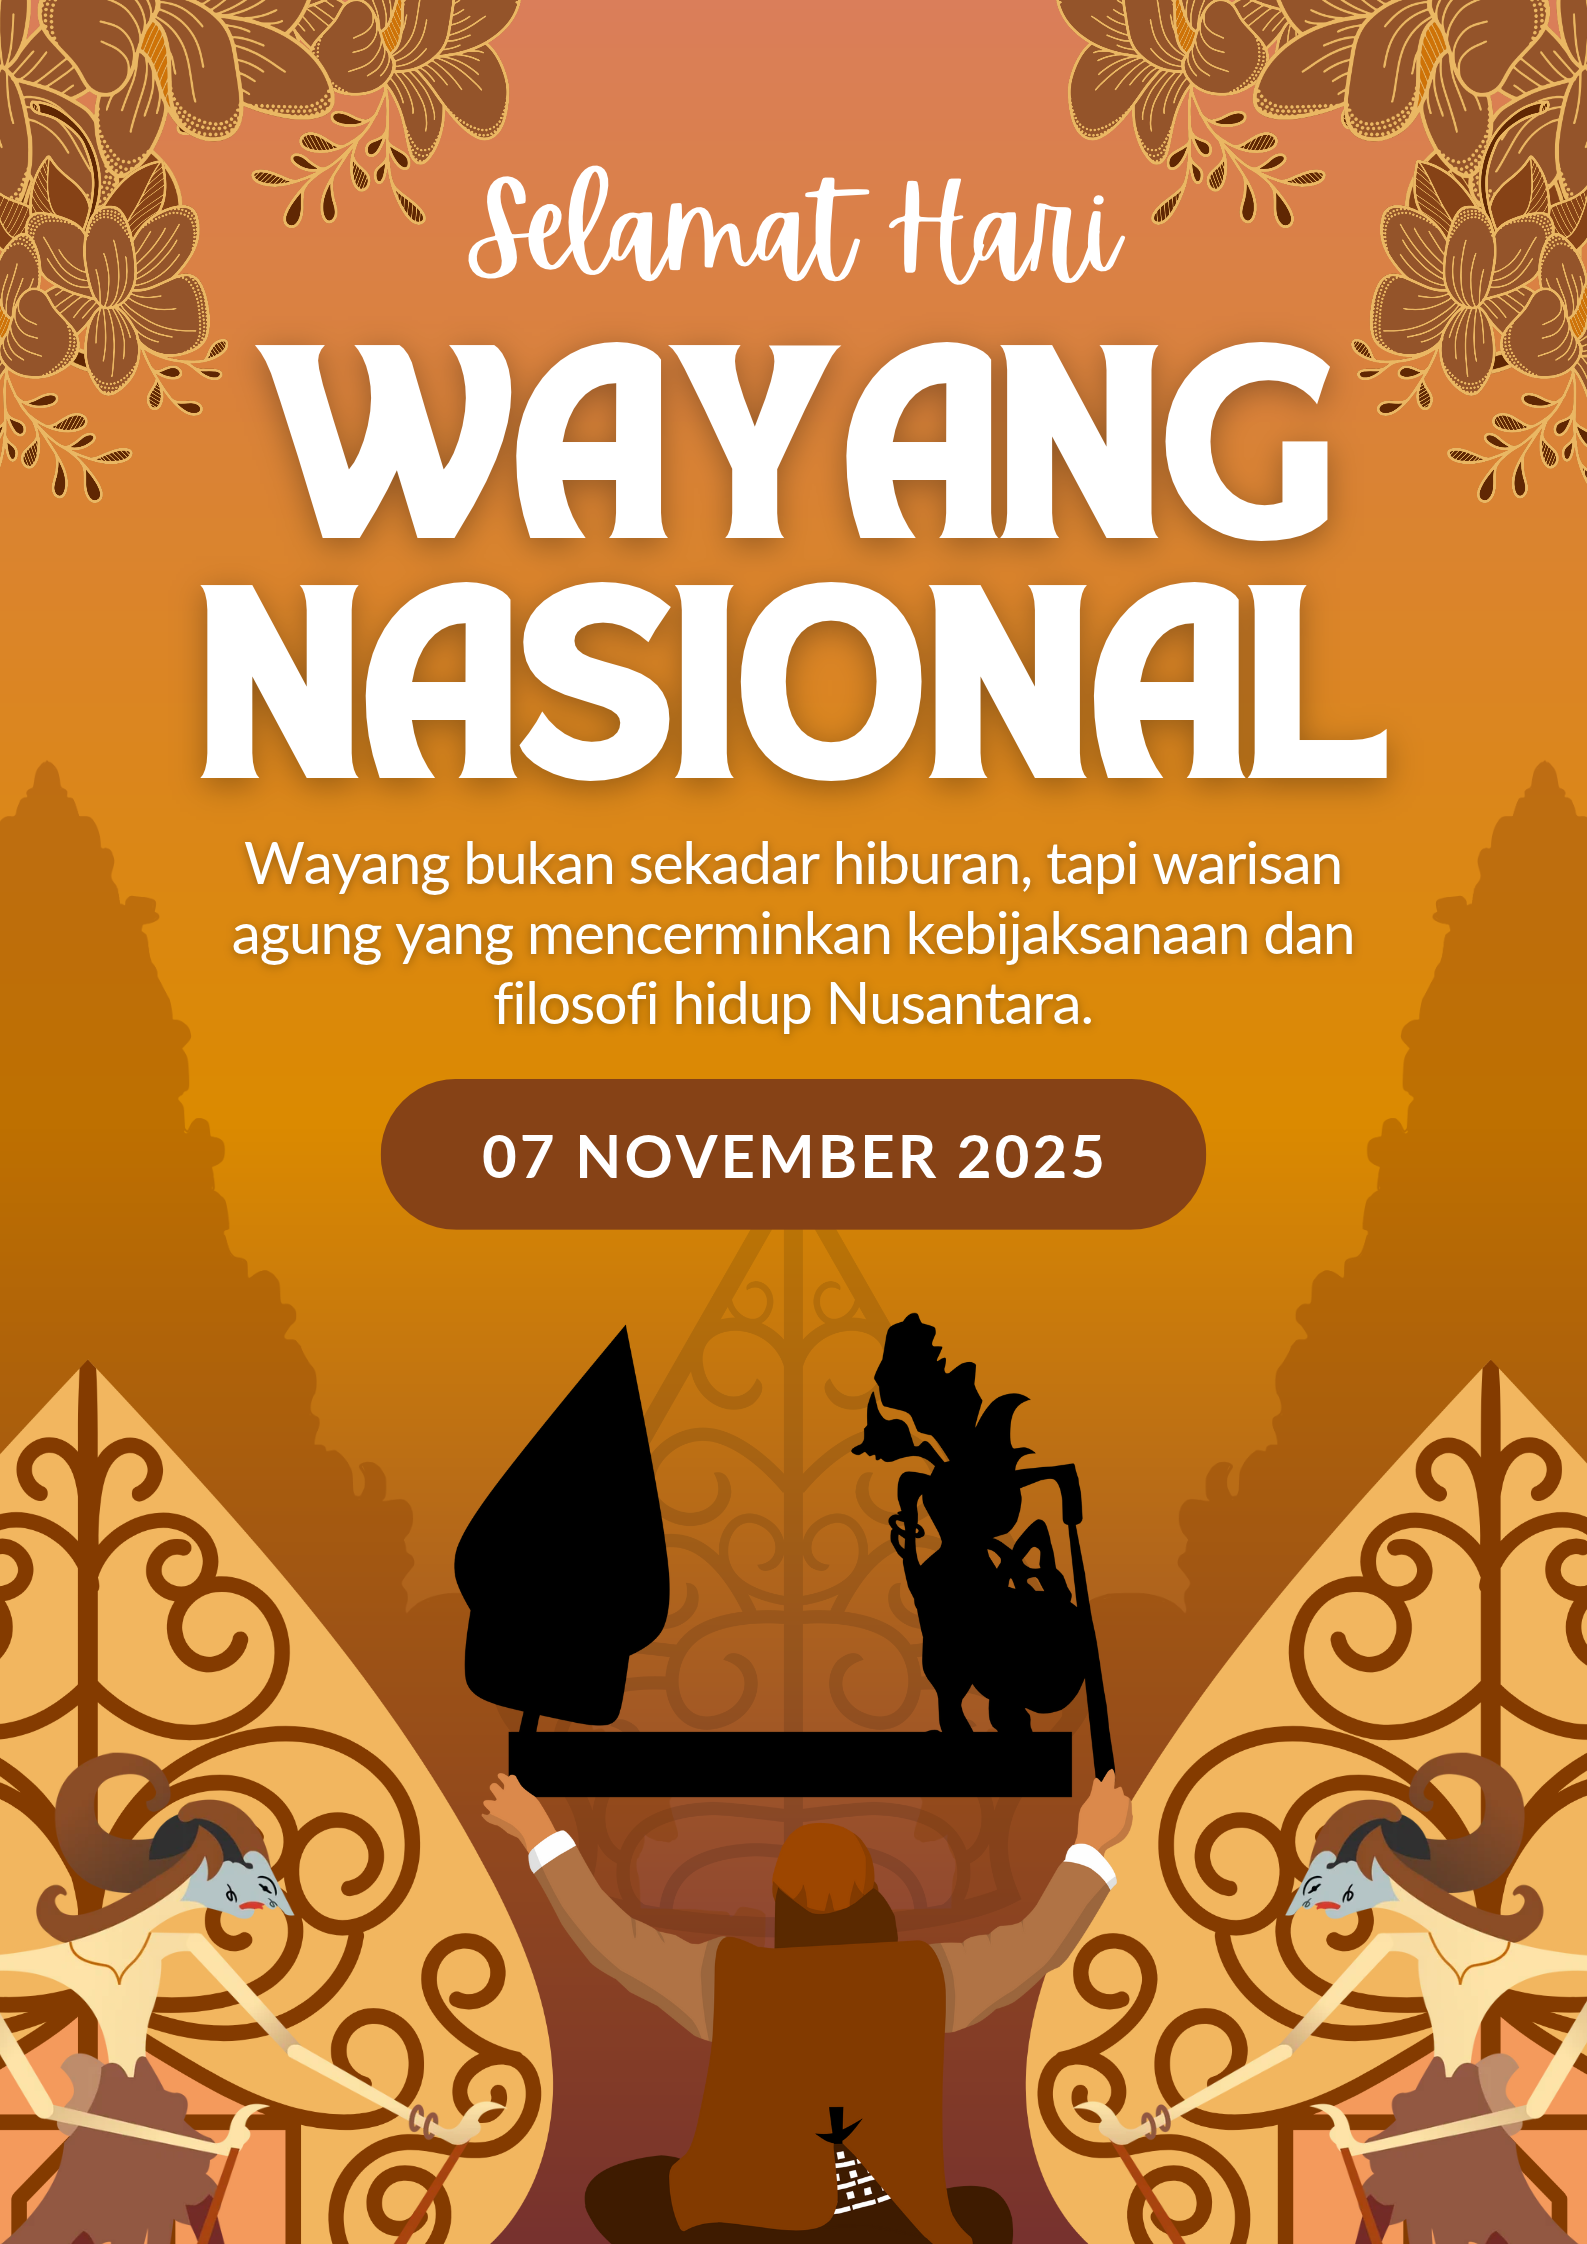 Selamat Hari
WAYANG
NASIONAL
Wayang bukan sekadar hiburan, tapi warisan
agung yang mencerminkan kebijaksanaan dan
filosofi hidup Nusantara.
07 NOVEMBER 2025